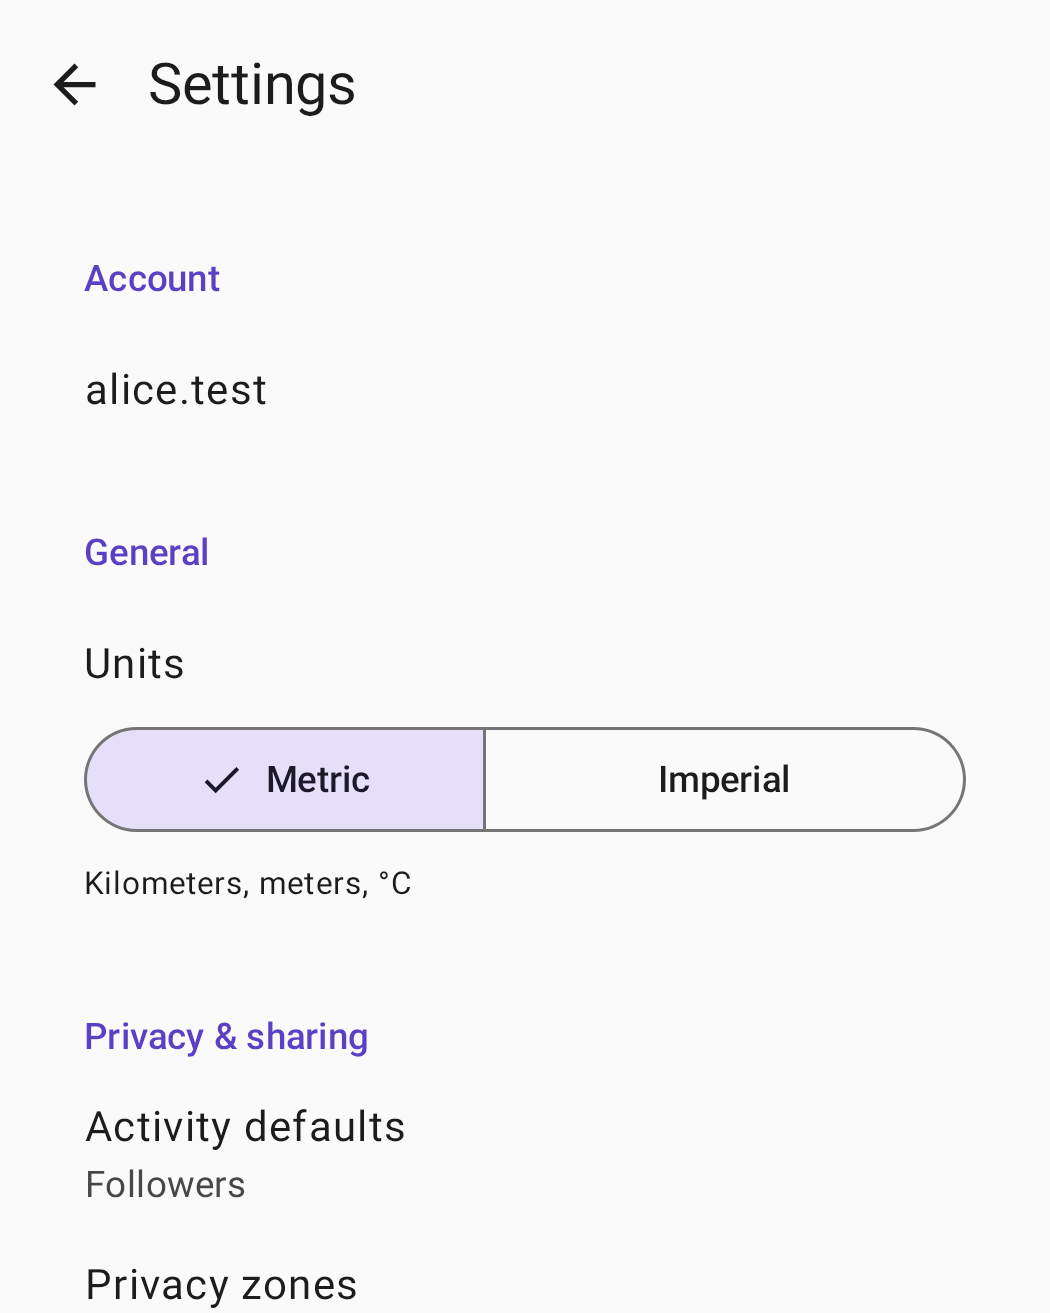 Settings
Account
alice.test
General
Units
Metric Imperial
Kilometers, meters, °C
Privacy & sharing
Activity defaults
Followers
Privacy zones